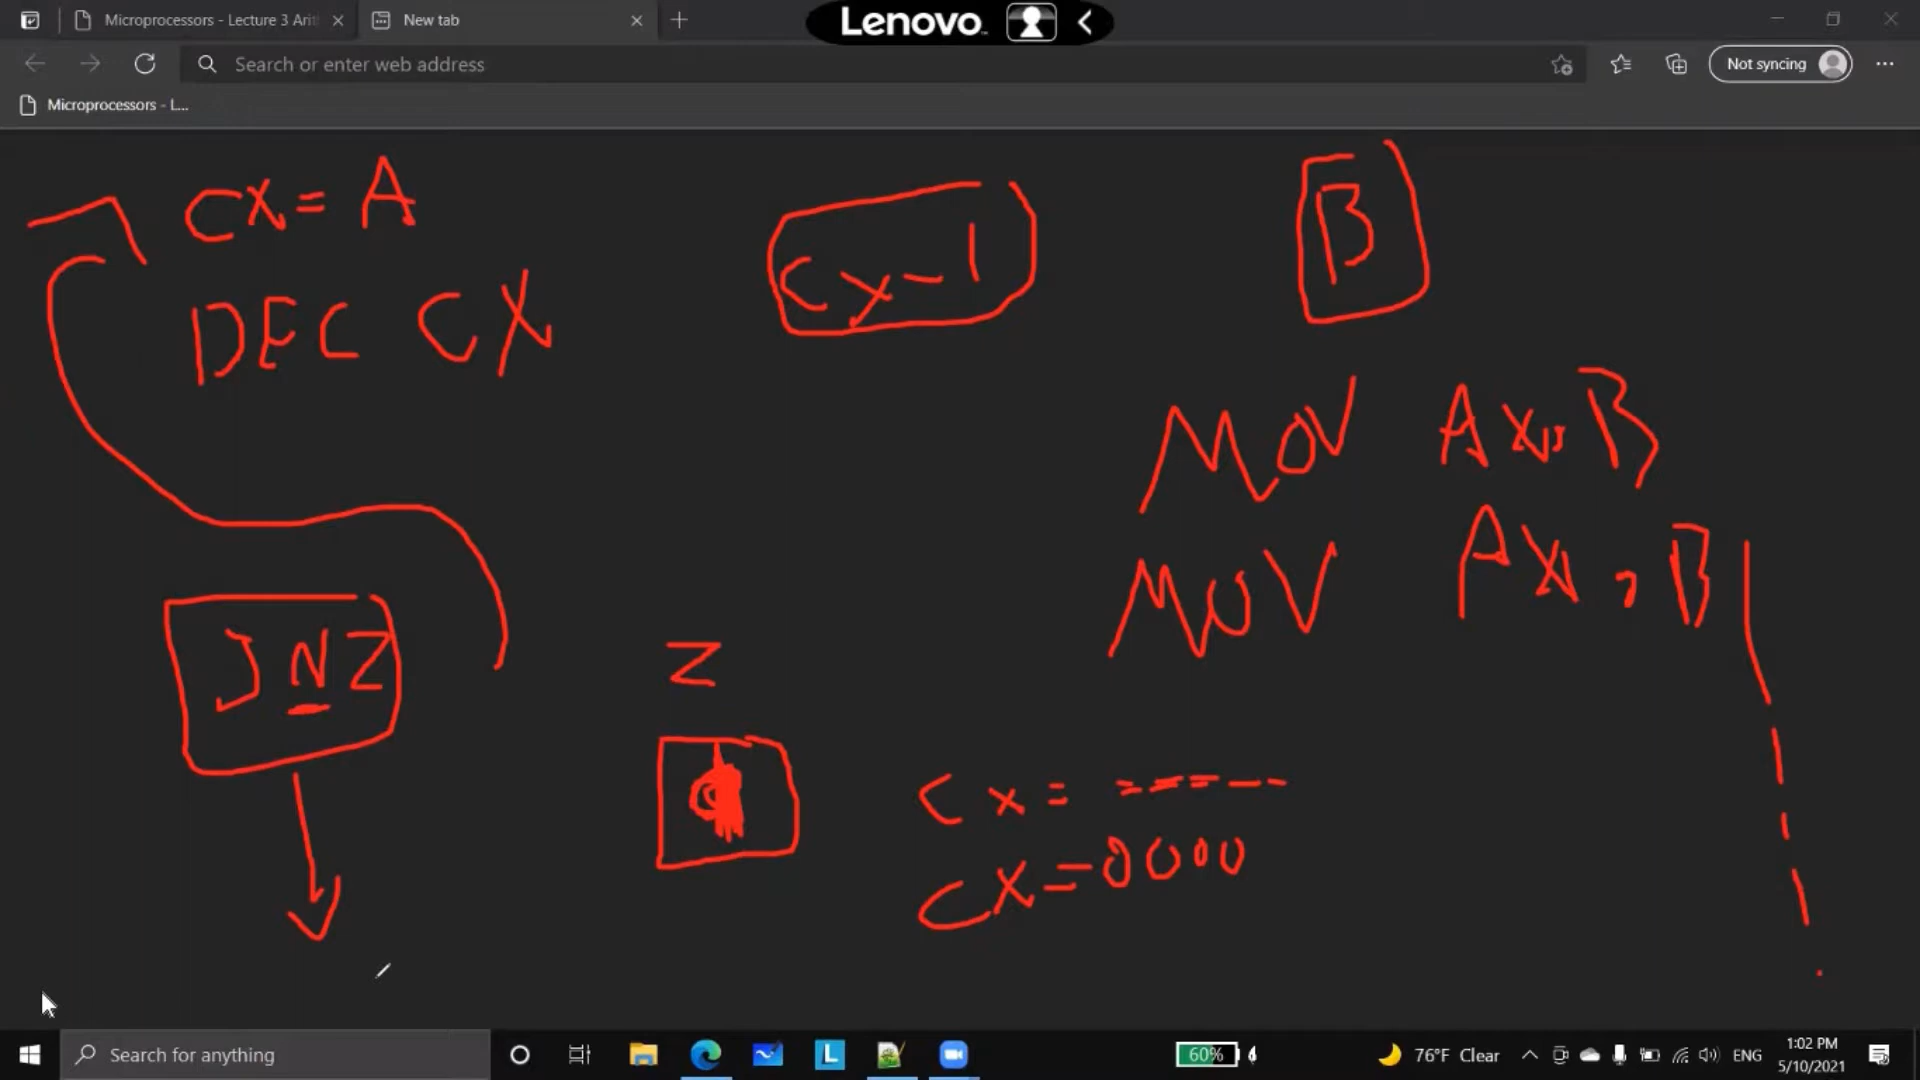 Microprocessors - Lecture 3 Arit
New tab
Lenovo
Search or enter web address
Not syncing
Microprocessors - L...
CX = A
DEC CX
CX-1
B
MOV AX, B
MOV AX, B
JNZ
Z
CX =
CX = 0000
Search for anything
L
60%
76°F Clear
ENG
1:02 PM
5/10/2021